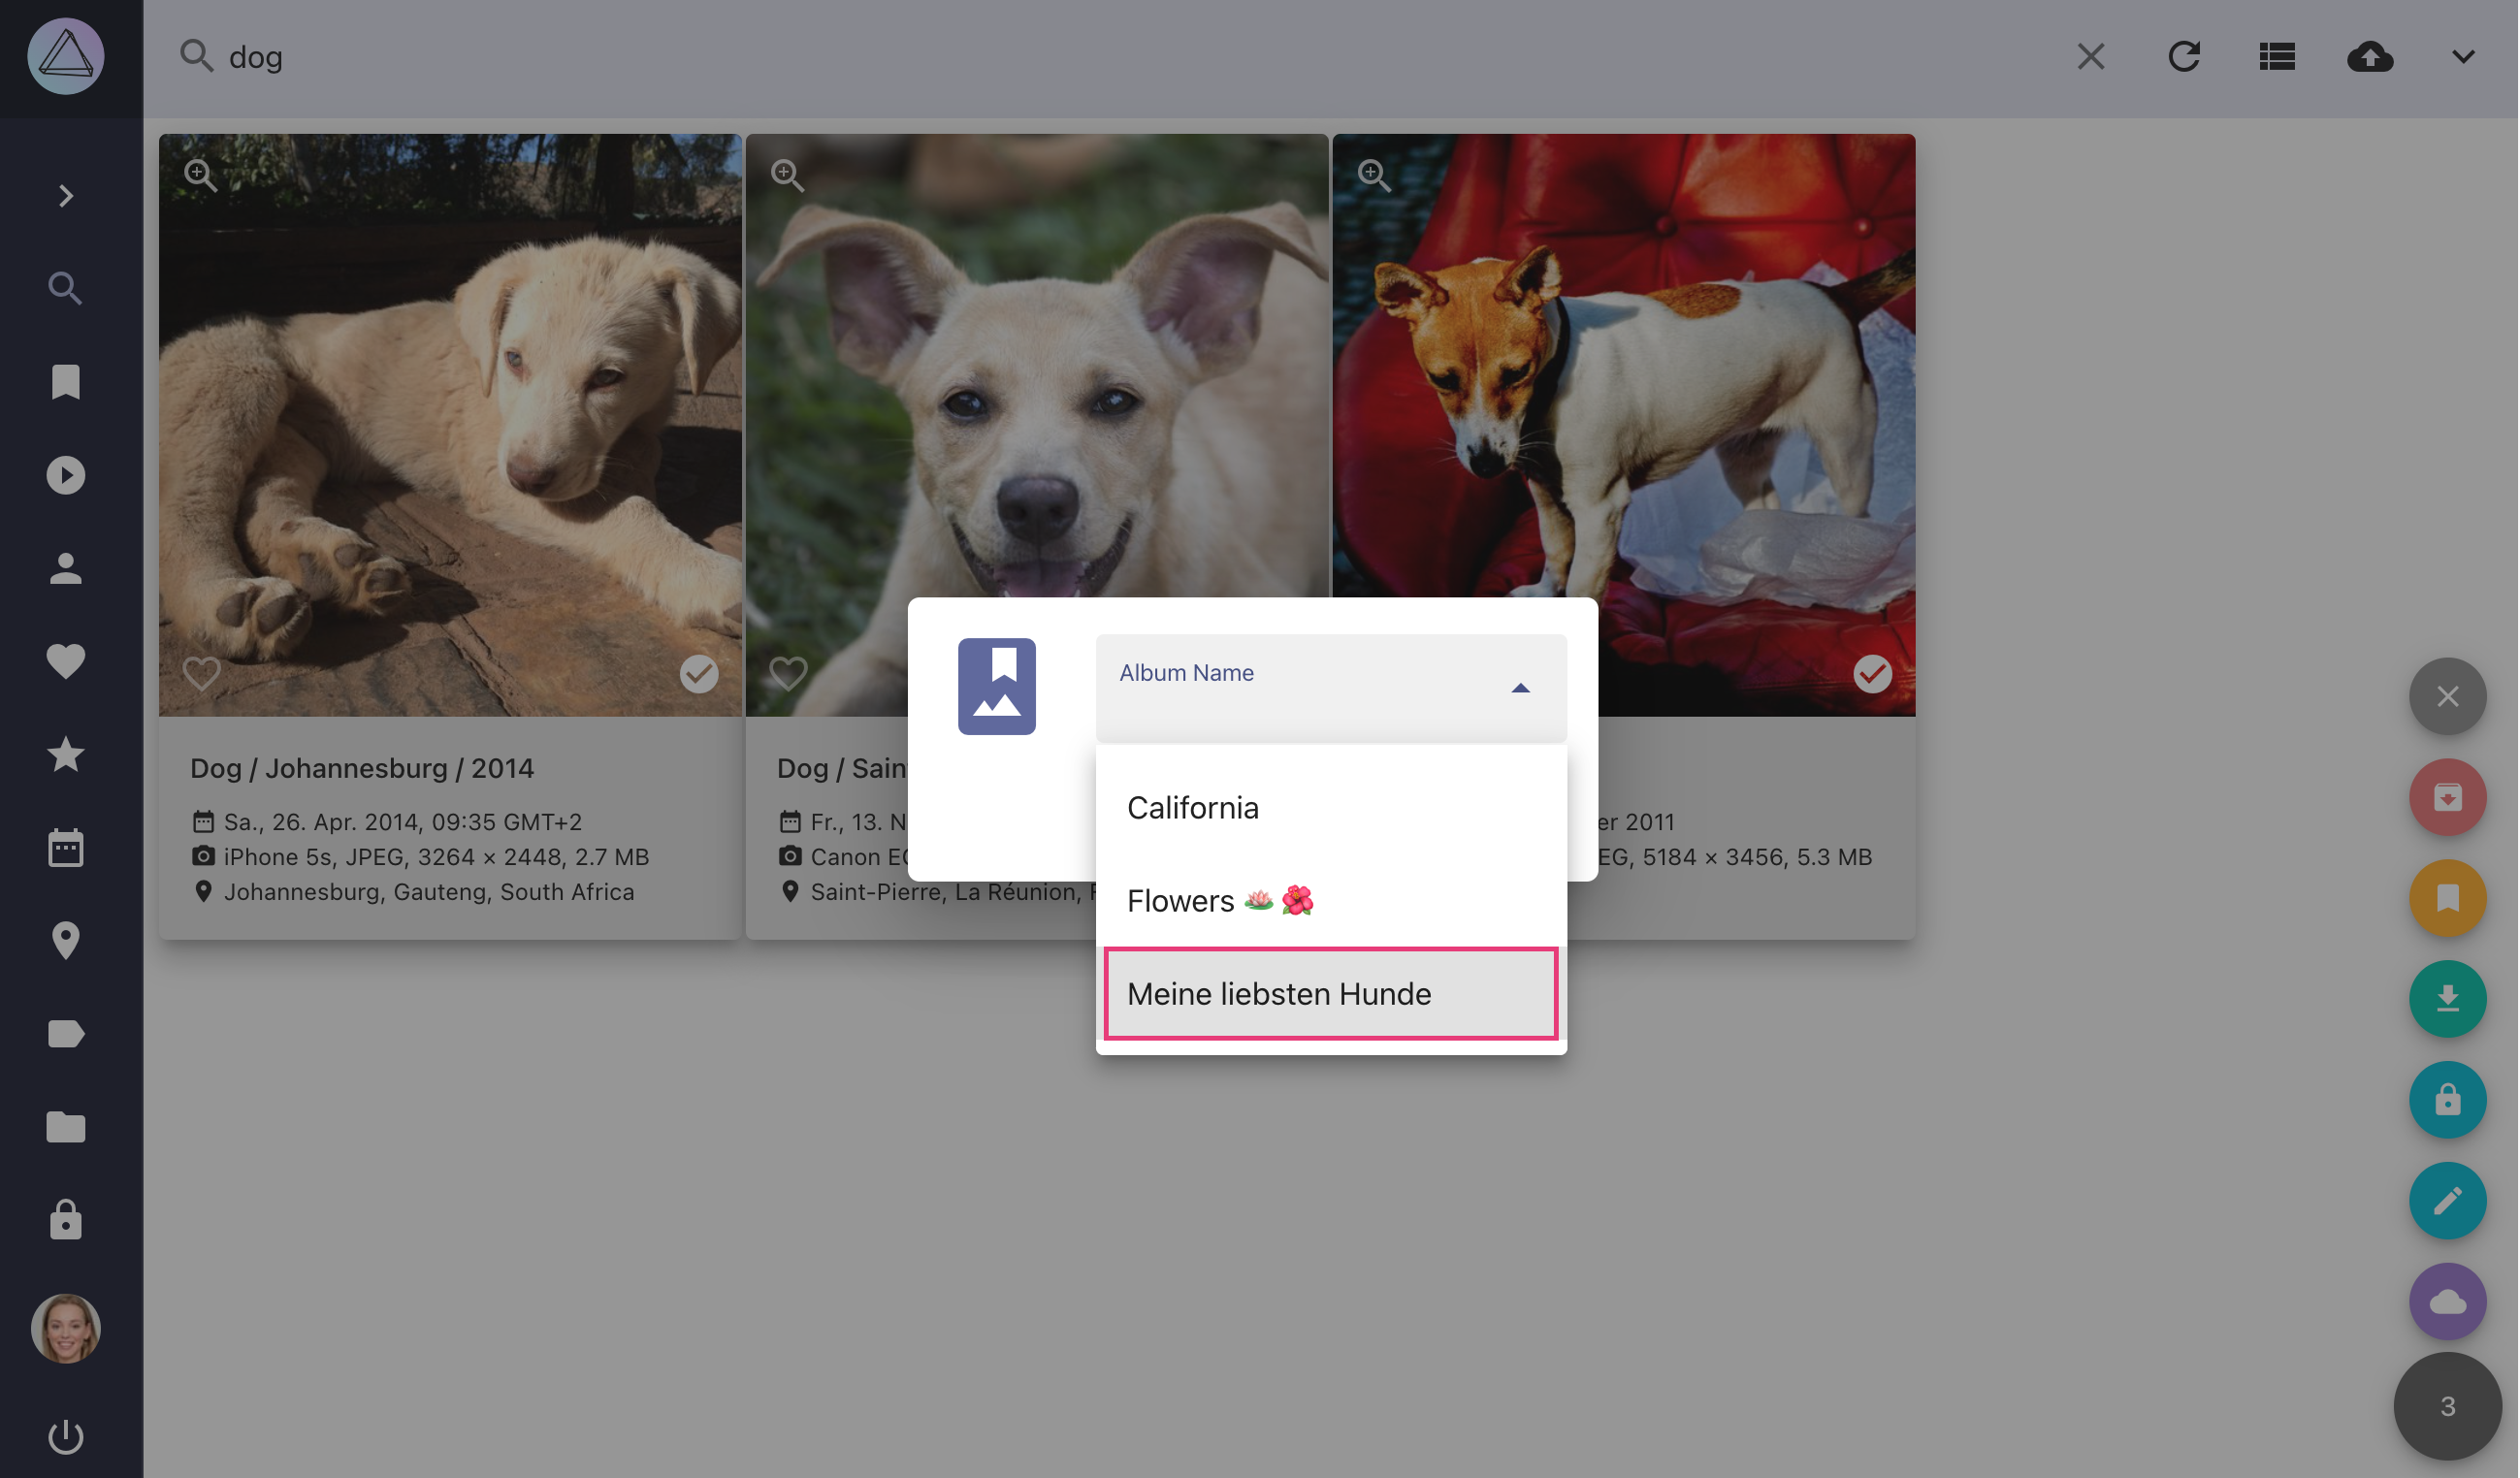 dog
Dog / Johannesburg / 2014
Sa., 26. Apr. 2014, 09:35 GMT+2
iPhone 5s, JPEG, 3264 × 2448, 2.7 MB
Johannesburg, Gauteng, South Africa
Dog / Sain
Fr., 13. N
Canon EO
Saint-Pierre, La Réunion, F
er 2011
EG, 5184 × 3456, 5.3 MB
Album Name
California
Flowers 🪷🌺
Meine liebsten Hunde
3